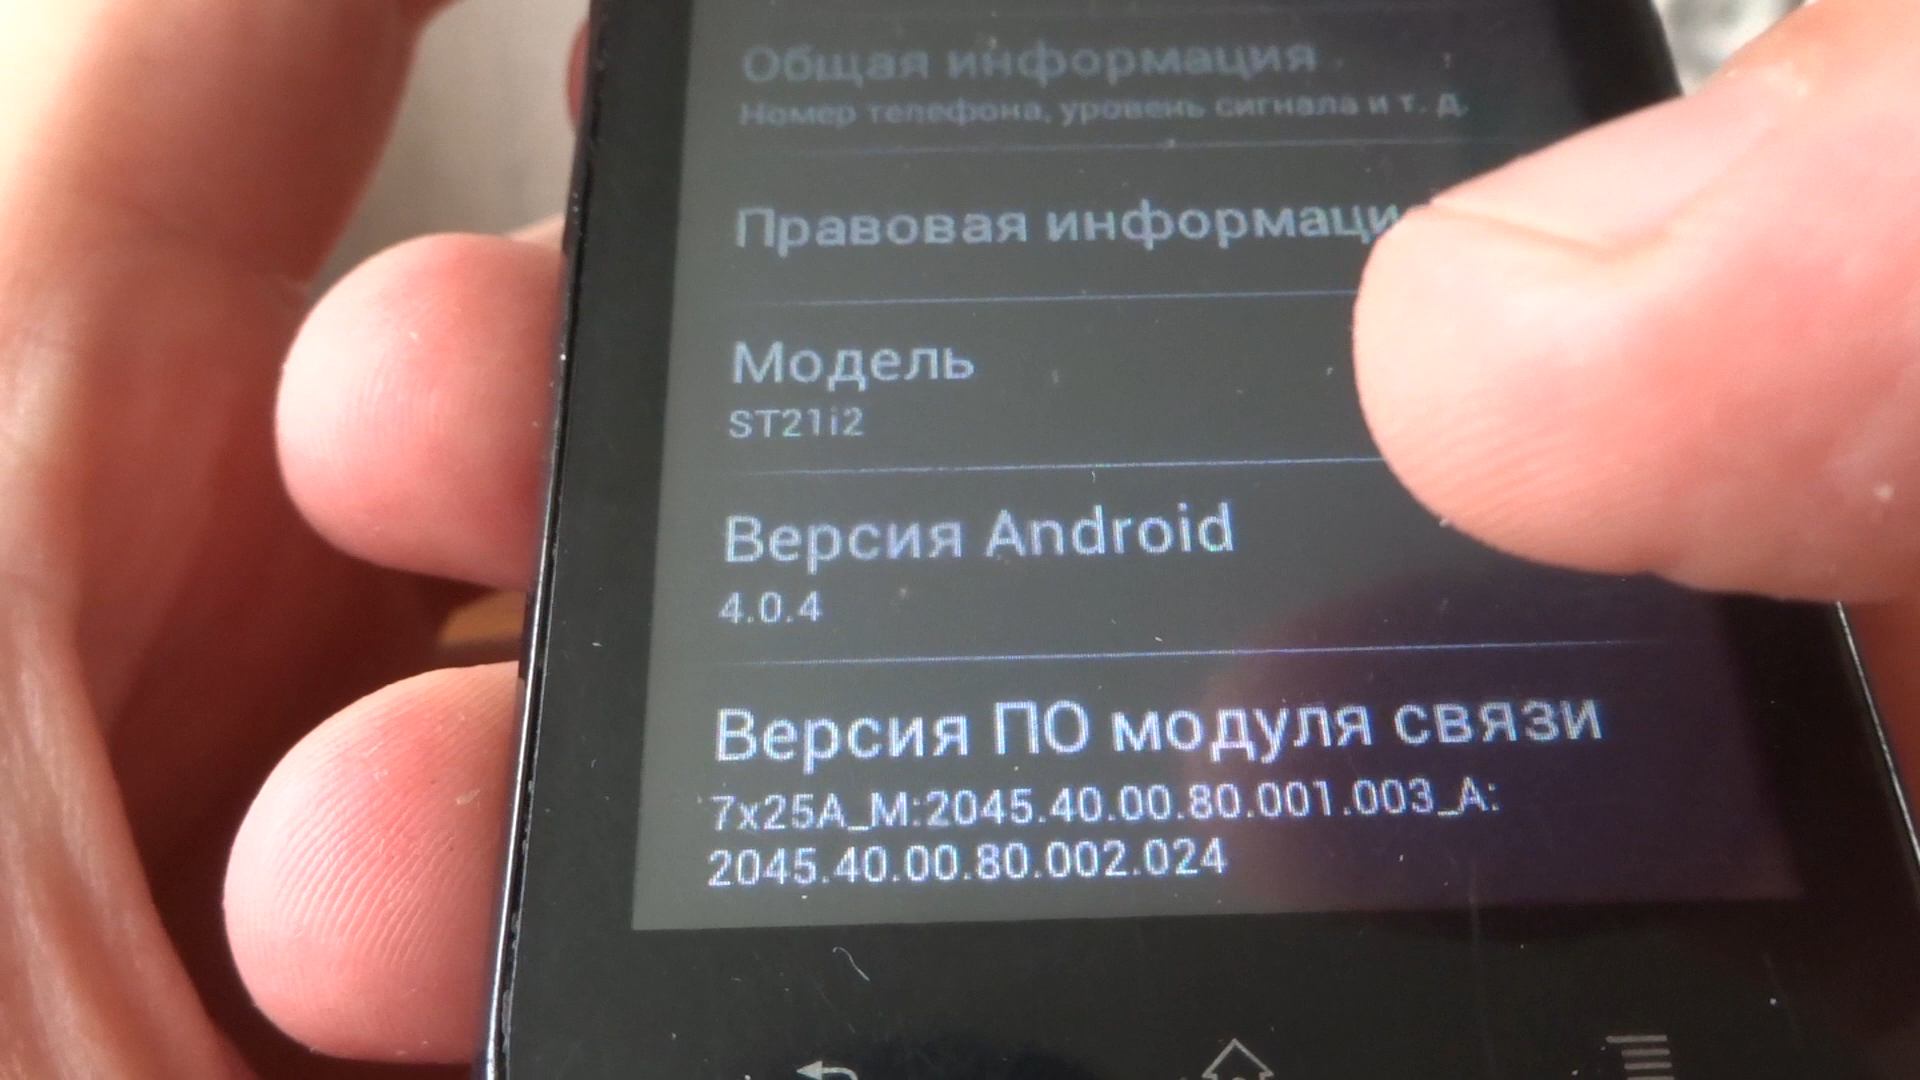 Общая информация
Номер телефона, уровень сигнала и т. д.
Правовая информаци
Модель
ST21i2
Версия Android
4.0.4
Версия ПО модуля связи
7x25A_M:2045.40.00.80.001.003_A:
2045.40.00.80.002.024